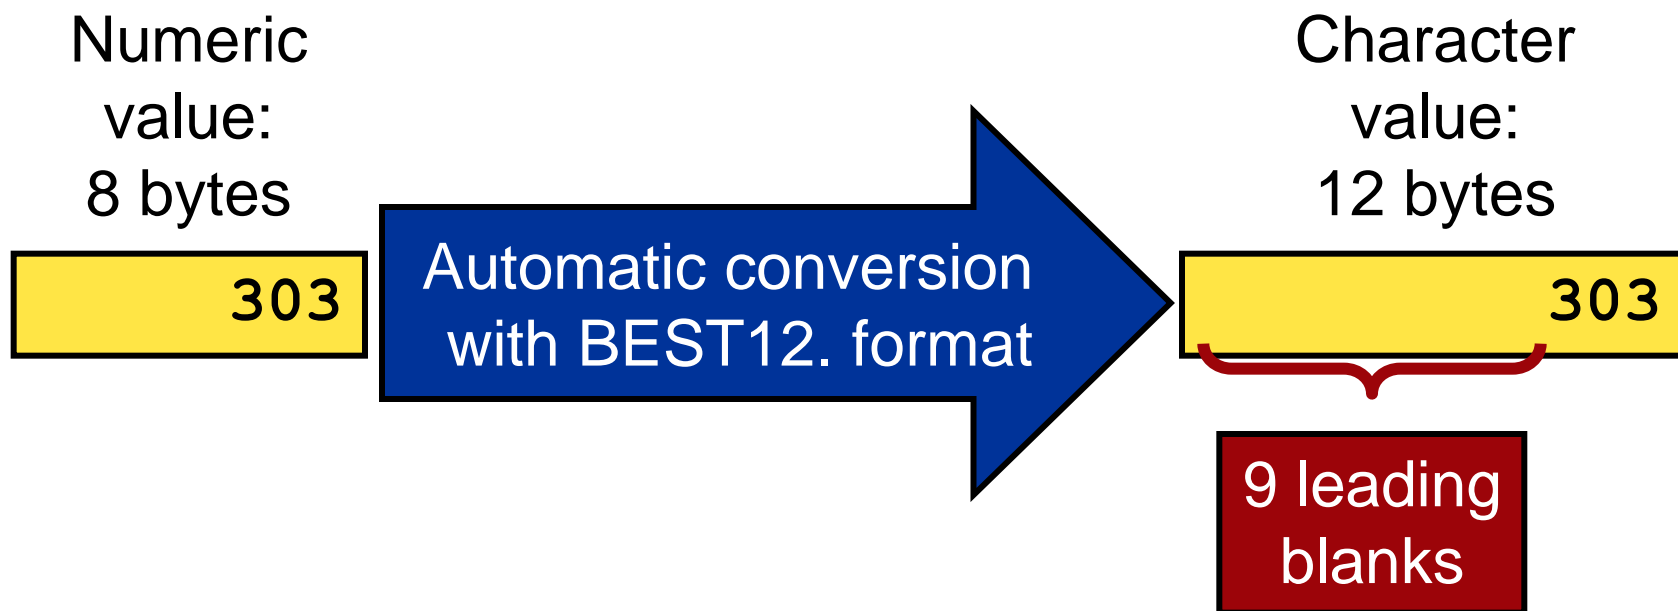 Numeric
value:
8 bytes
303
Automatic conversion
with BEST12. format
Character
value:
12 bytes
303
9 leading
blanks